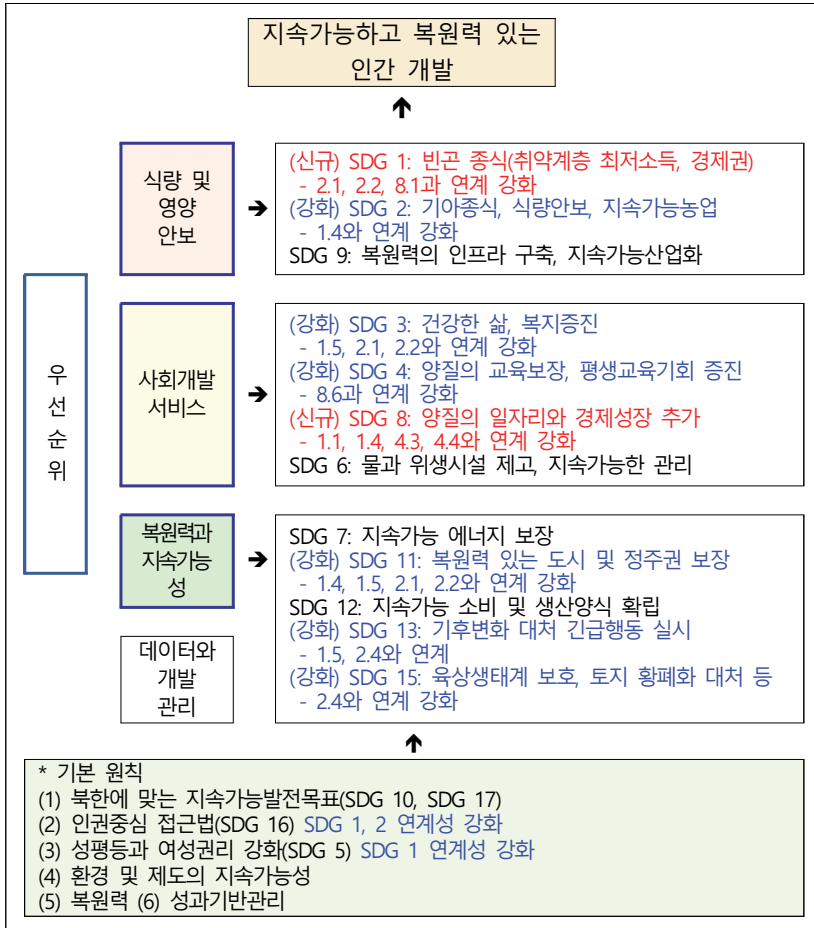 지속가능하고 복원력 있는
인간 개발
우
선
순
위
식량 및
영양
안보
(신규) SDG 1: 빈곤 종식(취약계층 최저소득, 경제권)
- 2.1, 2.2, 8.1과 연계 강화
(강화) SDG 2: 기아종식, 식량안보, 지속가능농업
- 1.4와 연계 강화
SDG 9: 복원력의 인프라 구축, 지속가능산업화
사회개발
서비스
(강화) SDG 3: 건강한 삶, 복지증진
- 1.5, 2.1, 2.2와 연계 강화
(강화) SDG 4: 양질의 교육보장, 평생교육기회 증진
- 8.6과 연계 강화
(신규) SDG 8: 양질의 일자리와 경제성장 추가
- 1.1, 1.4, 4.3, 4.4와 연계 강화
SDG 6: 물과 위생시설 제고, 지속가능한 관리
복원력과
지속가능
성
데이터와
개발
관리
SDG 7: 지속가능 에너지 보장
(강화) SDG 11: 복원력 있는 도시 및 정주권 보장
- 1.4, 1.5, 2.1, 2.2와 연계 강화
SDG 12: 지속가능 소비 및 생산양식 확립
(강화) SDG 13: 기후변화 대처 긴급행동 실시
- 1.5, 2.4와 연계
(강화) SDG 15: 육상생태계 보호, 토지 황폐화 대처 등
- 2.4와 연계 강화
* 기본 원칙
(1) 북한에 맞는 지속가능발전목표(SDG 10, SDG 17)
(2) 인권중심 접근법(SDG 16) SDG 1, 2 연계성 강화
(3) 성평등과 여성권리 강화(SDG 5) SDG 1 연계성 강화
(4) 환경 및 제도의 지속가능성
(5) 복원력 (6) 성과기반관리